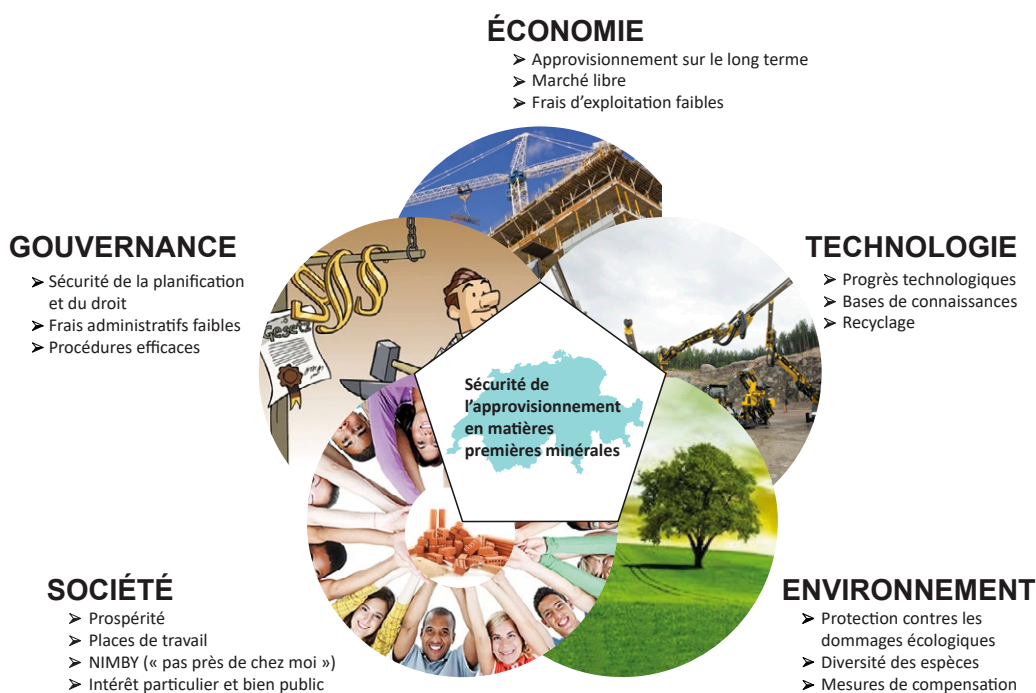 ÉCONOMIE
➢ Approvisionnement sur le long terme
➢ Marché libre
➢ Frais d’exploitation faibles
GOUVERNANCE
➢ Sécurité de la planification
et du droit
➢ Frais administratifs faibles
➢ Procédures efficaces
TECHNOLOGIE
➢ Progrès technologiques
➢ Bases de connaissances
➢ Recyclage
Gesetz
Sécurité de
l’approvisionnement
en matières
premières minérales
SOCIÉTÉ
➢ Prospérité
➢ Places de travail
➢ NIMBY (« pas près de chez moi »)
➢ Intérêt particulier et bien public
ENVIRONNEMENT
➢ Protection contres les
dommages écologiques
➢ Diversité des espèces
➢ Mesures de compensation